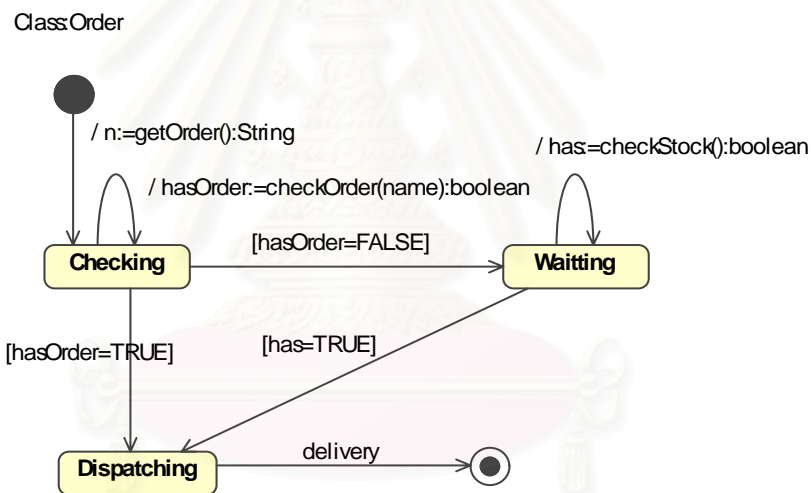 Class:Order
/ n:=getOrder():String
/ has:=checkStock():boolean
/ hasOrder:=checkOrder(name):boolean
[hasOrder=FALSE]
Checking
Waitting
[hasOrder=TRUE]
[has=TRUE]
delivery
Dispatching